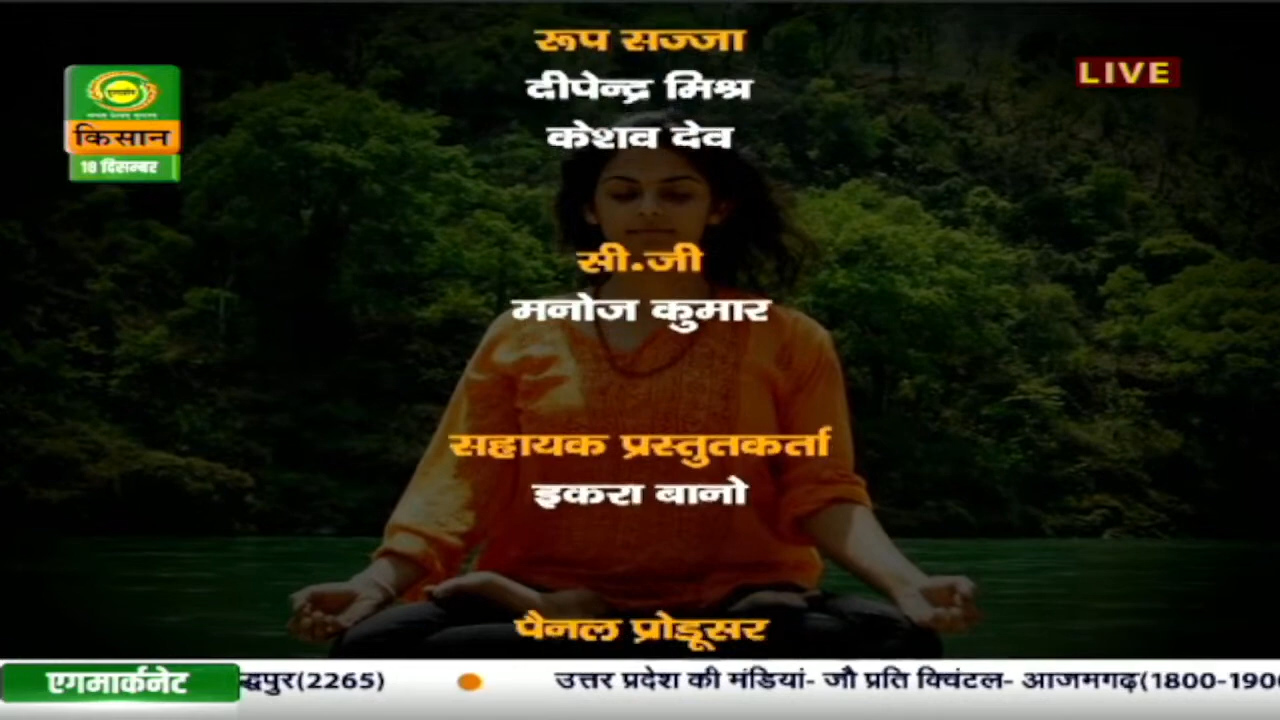 रूप सज्जा
दीपेन्द्र मिश्र
केशव देव
LIVE
किसान
18 दिसम्बर
सी.जी
मनोज कुमार
सहायक प्रस्तुतकर्ता
इकरा बानो
पैनल प्रोडूसर
एगमार्कनेट
द्धपुर(2265)
उत्तर प्रदेश की मंडियां- जौ प्रति क्विंटल- आजमगढ़(1800-190